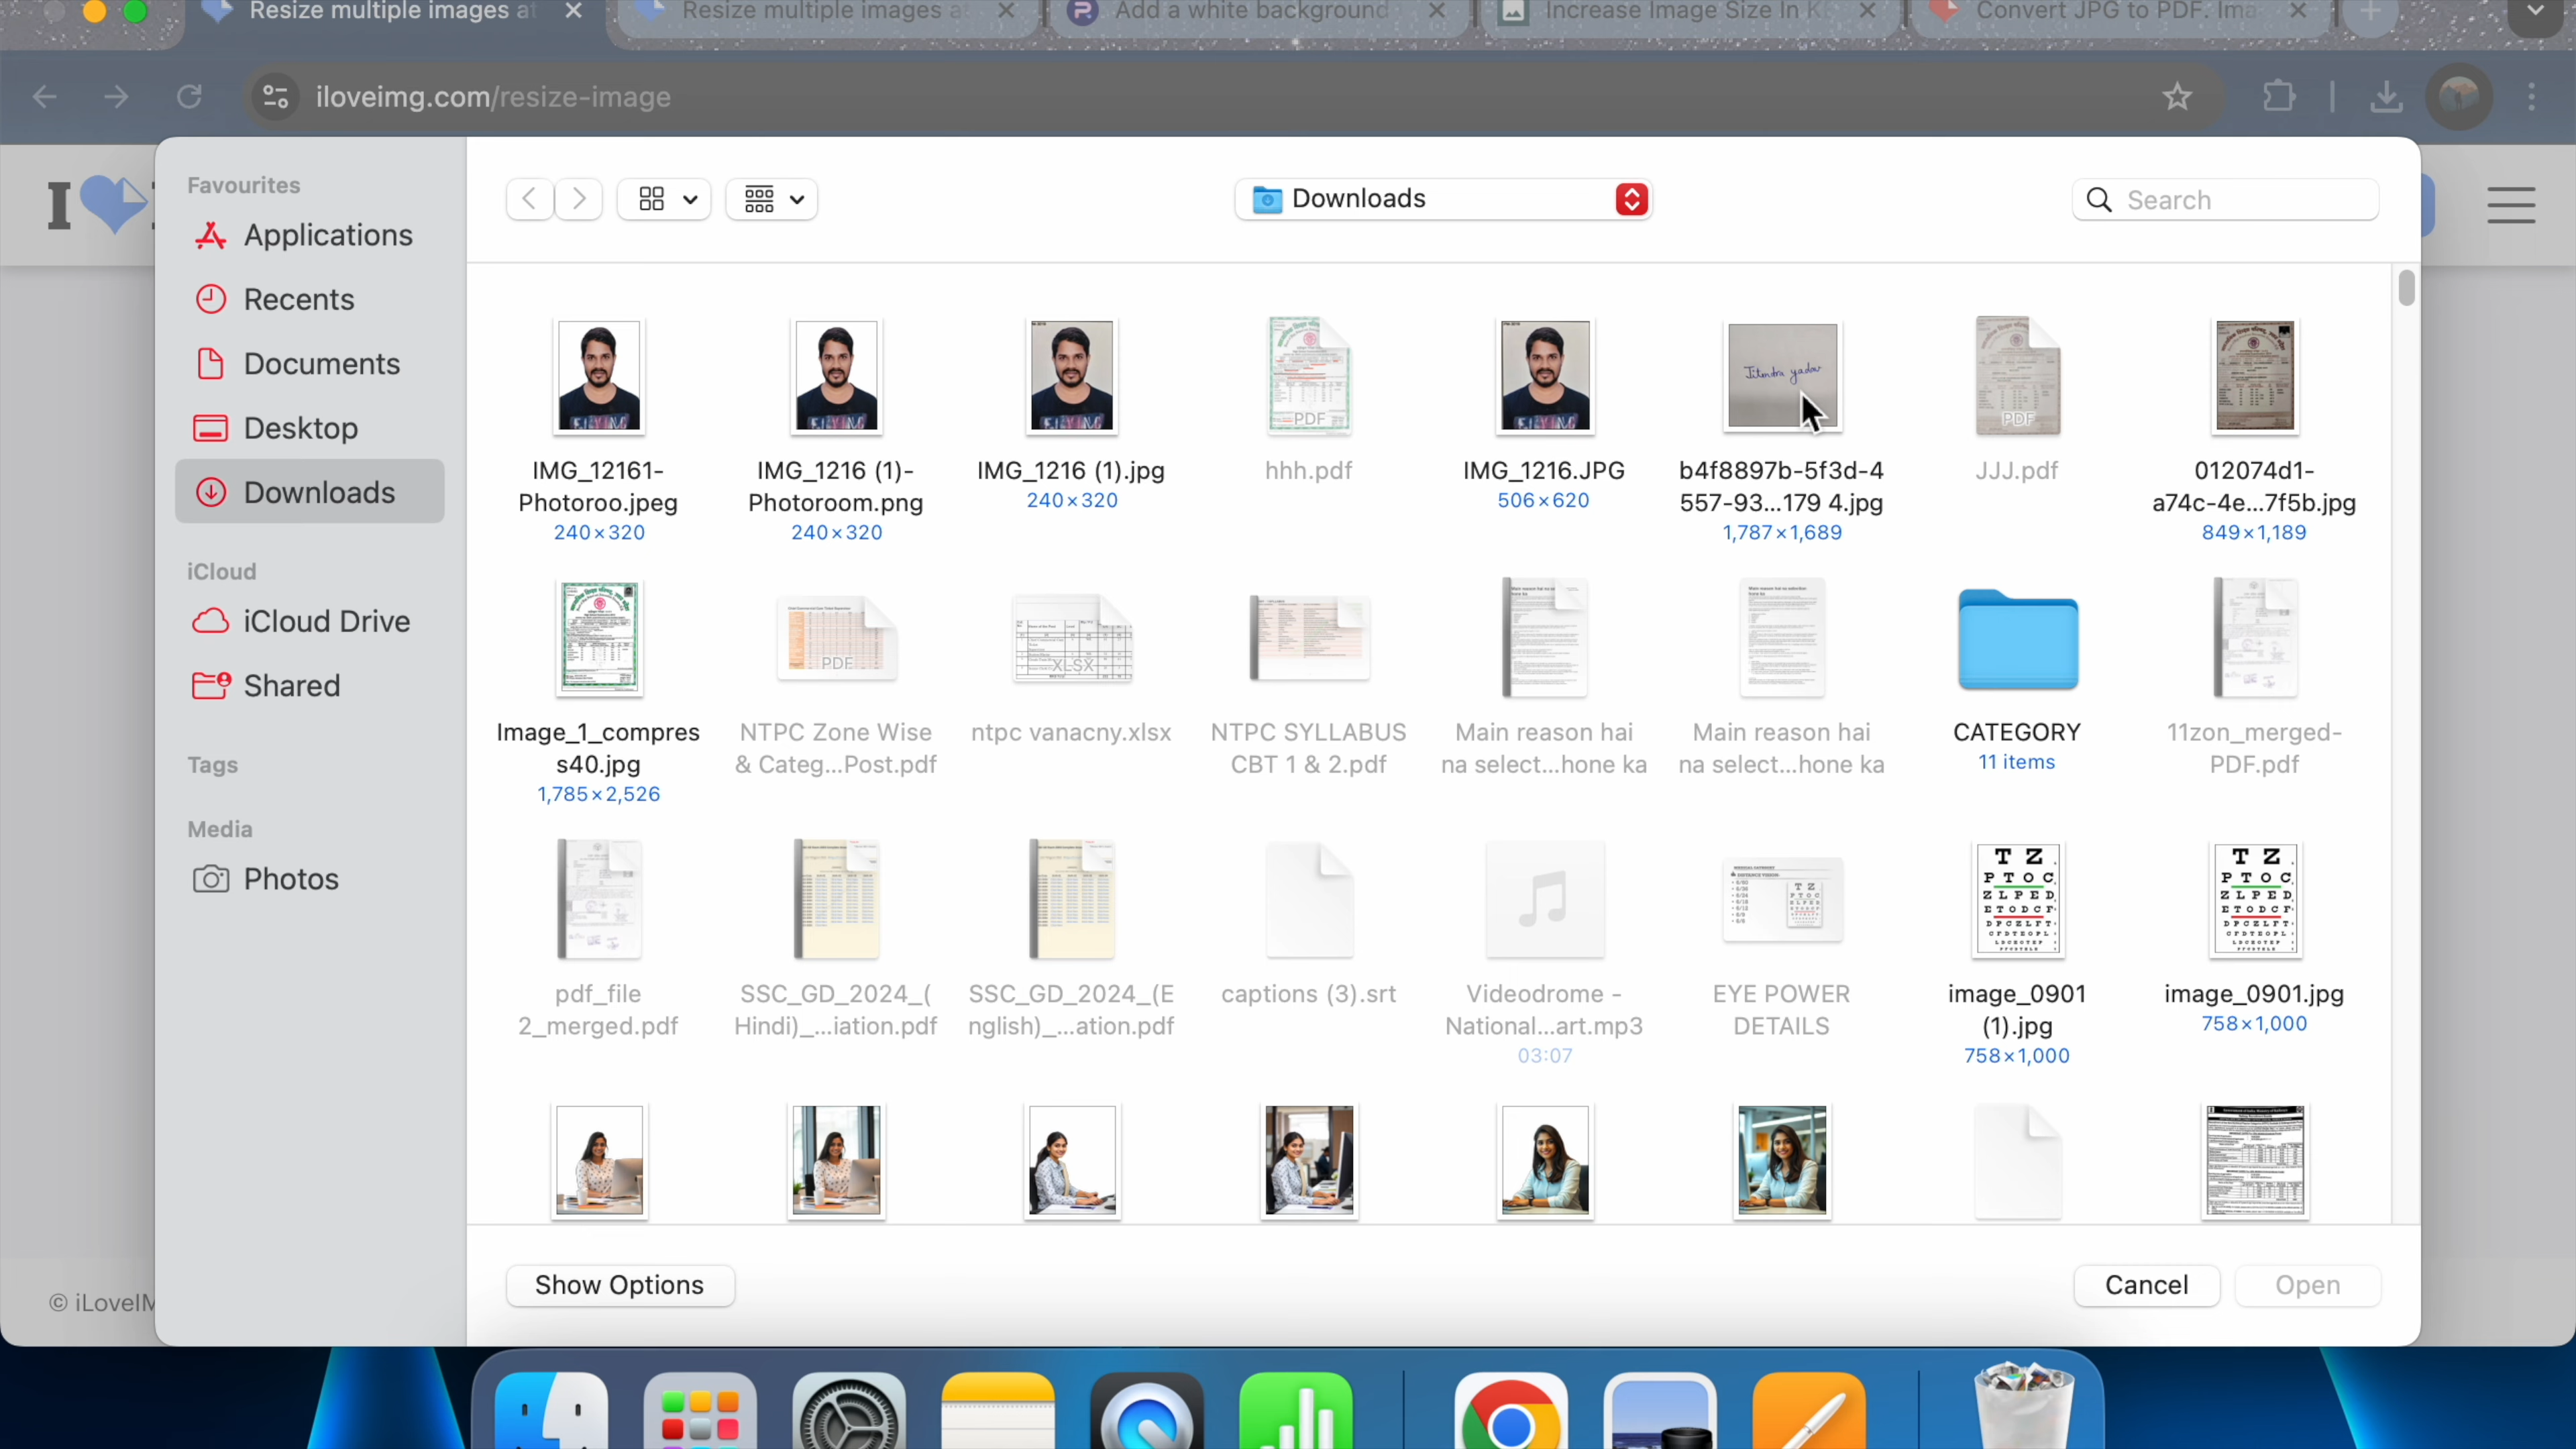 Resize multiple images at
Resize multiple images a
Add a white background
Increase Image Size In K
Convert JPG to PDF. Ima
iloveimg.com/resize-image
I
Favourites
Applications
Recents
Documents
Desktop
Downloads
iCloud
iCloud Drive
Shared
Tags
Media
Photos
Downloads
Search
Jitendra yadav
PDF
PDF
IMG_12161-
Photoroo.jpeg
240×320
IMG_1216 (1)-
Photoroom.png
240×320
IMG_1216 (1).jpg
240×320
hhh.pdf
IMG_1216.JPG
506×620
b4f8897b-5f3d-4
557-93...179 4.jpg
1,787×1,689
JJJ.pdf
012074d1-
a74c-4e...7f5b.jpg
849×1,189
PDF
XLSX
Image_1_compres
s40.jpg
1,785×2,526
NTPC Zone Wise
& Categ...Post.pdf
ntpc vanacny.xlsx
NTPC SYLLABUS
CBT 1 & 2.pdf
Main reason hai
na select...hone ka
Main reason hai
na select...hone ka
CATEGORY
11 items
11zon_merged-
PDF.pdf
T Z
P T O C
Z L P E D
E T O D C F
D P C Z L F T
T Z
P T O C
Z L P E D
E T O D C F
D P C Z L F T
pdf_file
2_merged.pdf
SSC_GD_2024_(
Hindi)_...iation.pdf
SSC_GD_2024_(E
nglish)_...ation.pdf
captions (3).srt
Videodrome -
National...art.mp3
03:07
EYE POWER
DETAILS
image_0901
(1).jpg
758×1,000
image_0901.jpg
758×1,000
Show Options
Cancel
Open
© iLoveIM